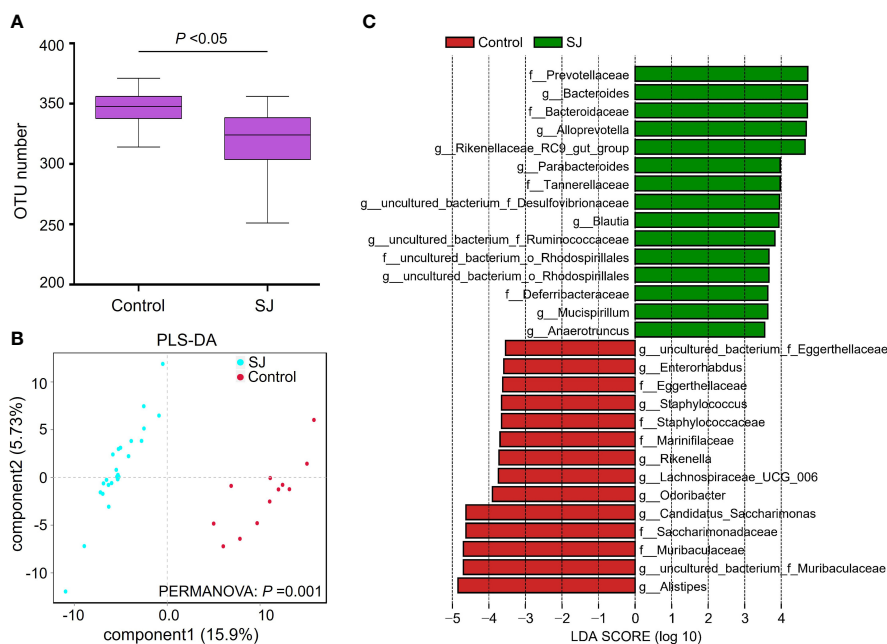 A
P <0.05
400
350
300
250
200
OTU number
Control
SJ
B
PLS-DA
SJ
Control
10
5
0
-5
-10
component2 (5.73%)
PERMANOVA: P =0.001
-10
0.0
10
component1 (15.9%)
C
Control
SJ
f__Prevotellaceae
g__Bacteroides
f__Bacteroidaceae
g__Alloprevotella
g__Rikenellaceae_RC9_gut_group
g__Parabacteroides
f__Tannerellaceae
g__uncultured_bacterium_f_Desulfovibrionaceae
g__Blautia
g__uncultured_bacterium_f_Ruminococcaceae
f__uncultured_bacterium_o_Rhodospirillales
g__uncultured_bacterium_o_Rhodospirillales
f__Deferribacteraceae
g__Mucispirillum
g__Anaerotruncus
g__uncultured_bacterium_f_Eggerthellaceae
g__Enterorhabdus
f__Eggerthellaceae
g__Staphylococcus
f__Staphylococcaceae
f__Marinifilaceae
g__Rikenella
g__Lachnospiraceae_UCG_006
g__Odoribacter
g__Candidatus_Saccharimonas
f__Saccharimonadaceae
f__Muribaculaceae
g__uncultured_bacterium_f_Muribaculaceae
g__Alistipes
−5 −4 −3 −2 −1 0 1 2 3 4
LDA SCORE (log 10)